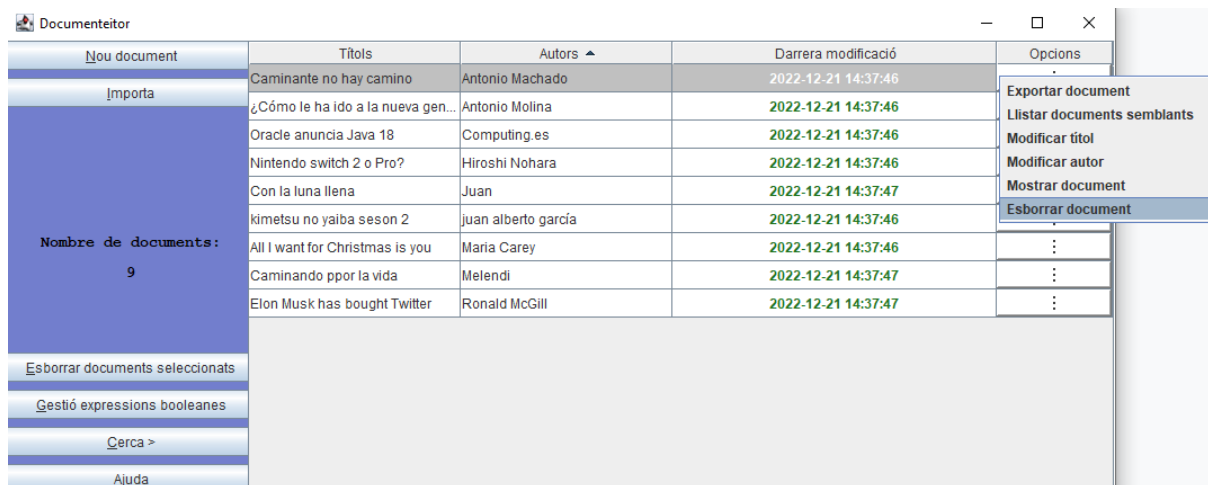 Documenteitor
Nou document
Importa
Nombre de documents:
9
Esborrar documents seleccionats
Gestió expressions booleanes
Cerca >
Ajuda
Títols Autors Darrera modificació Opcions
Caminante no hay camino Antonio Machado 2022-12-21 14:37:46
¿Cómo le ha ido a la nueva gen... Antonio Molina 2022-12-21 14:37:46
Oracle anuncia Java 18 Computing.es 2022-12-21 14:37:46
Nintendo switch 2 o Pro? Hiroshi Nohara 2022-12-21 14:37:46
Con la luna llena Juan 2022-12-21 14:37:47
kimetsu no yaiba seson 2 juan alberto garcía 2022-12-21 14:37:46
All I want for Christmas is you Maria Carey 2022-12-21 14:37:46
Caminando ppor la vida Melendi 2022-12-21 14:37:47
Elon Musk has bought Twitter Ronald McGill 2022-12-21 14:37:47
Exportar document
Llistar documents semblants
Modificar títol
Modificar autor
Mostrar document
Esborrar document